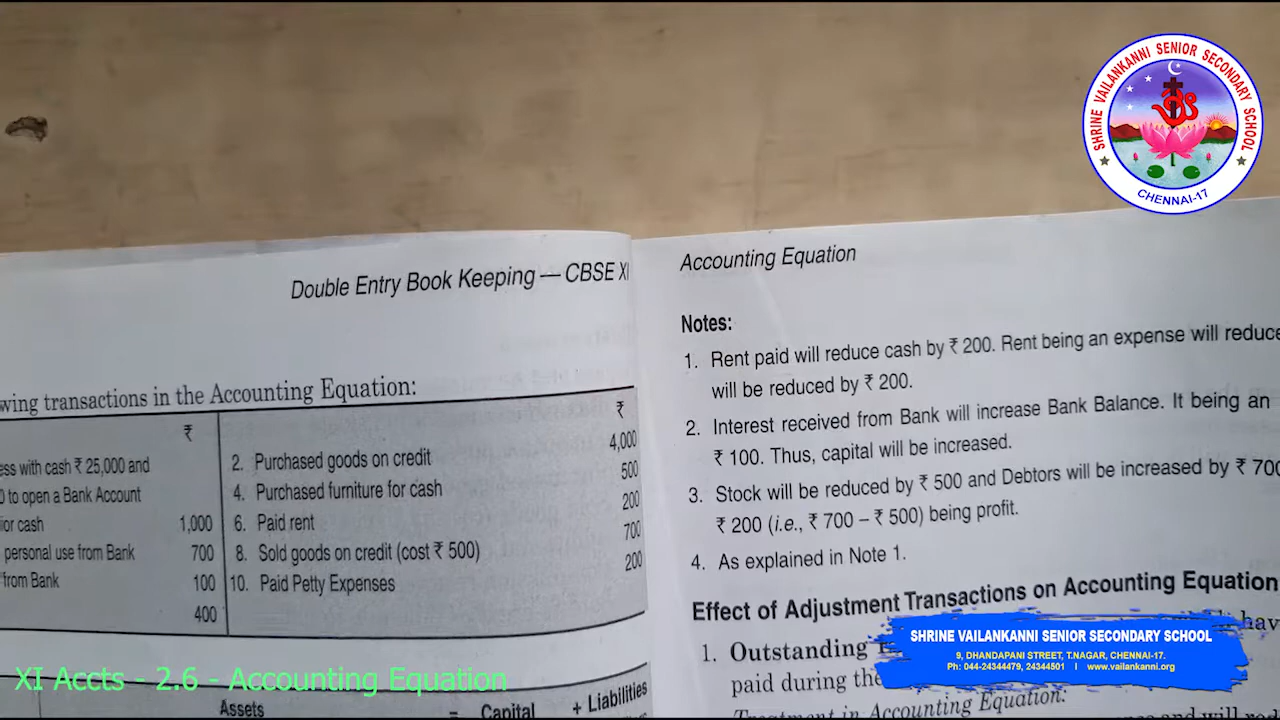 SHRINE VAILANKANNI SENIOR SECONDARY SCHOOL
CHENNAI-17
Double Entry Book Keeping — CBSE XI
wing transactions in the Accounting Equation:
₹
ess with cash ₹ 25,000 and
0 to open a Bank Account
ior cash 1,000
personal use from Bank 700
from Bank 100
400
₹
2. Purchased goods on credit 4,000
4. Purchased furniture for cash 500
6. Paid rent 200
8. Sold goods on credit (cost ₹ 500) 700
10. Paid Petty Expenses 200
Assets = Capital + Liabilities
Accounting Equation
Notes:
1. Rent paid will reduce cash by ₹ 200. Rent being an expense will reduce
will be reduced by ₹ 200.
2. Interest received from Bank will increase Bank Balance. It being an
₹ 100. Thus, capital will be increased.
3. Stock will be reduced by ₹ 500 and Debtors will be increased by ₹ 700
₹ 200 (i.e., ₹ 700 – ₹ 500) being profit.
4. As explained in Note 1.
Effect of Adjustment Transactions on Accounting Equation
1. Outstanding
paid during the
Treatment in Accounting Equation:
SHRINE VAILANKANNI SENIOR SECONDARY SCHOOL
9, DHANDAPANI STREET, T.NAGAR, CHENNAI-17.
Ph: 044-24344479, 24344501 I www.vailankanni.org
XI Accts - 2.6 - Accounting Equation